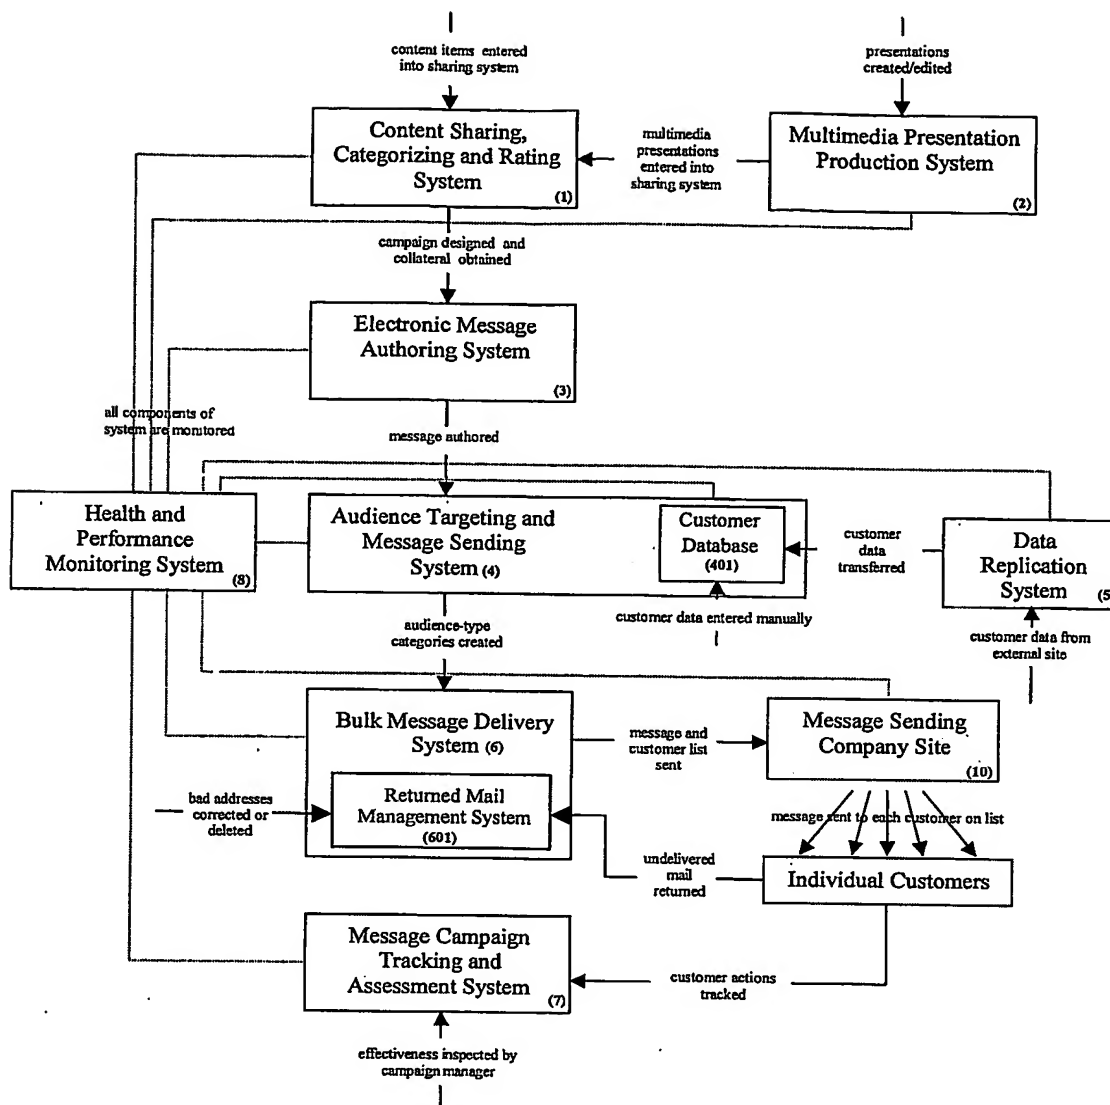 content items entered
into sharing system
presentations
created/edited
Content Sharing,
Categorizing and Rating
System
(1)
multimedia
presentations
entered into
sharing system
Multimedia Presentation
Production System
(2)
campaign designed and
collateral obtained
Electronic Message
Authoring System
(3)
all components of
system are monitored
message authored
Health and
Performance
Monitoring System
(8)
Audience Targeting and
Message Sending
System (4)
Customer
Database
(401)
customer
data
transferred
Data
Replication
System
(5
customer data entered manually
audience-type
categories created
customer data from
external site
Bulk Message Delivery
System (6)
message and
customer list
sent
Message Sending
Company Site
(10)
bad addresses
corrected or
deleted
Returned Mail
Management System
(601)
message sent to each customer on list
undelivered
mail
returned
Individual Customers
Message Campaign
Tracking and
Assessment System
(7)
customer actions
tracked
effectiveness inspected by
campaign manager